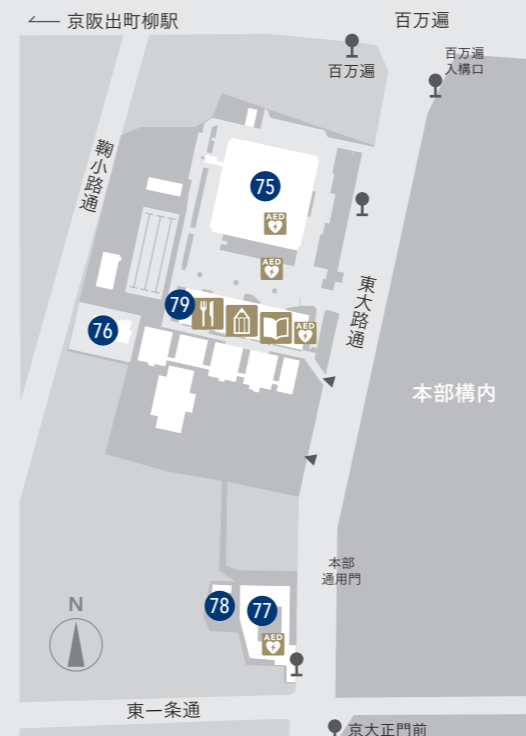 京阪出町柳駅
百万遍
百万遍
百万遍
入構口
鞠小路通
75
AED
AED
東大路通
79
AED
76
本部構内
本部
通用門
N
78
77
AED
東一条通
京大正門前